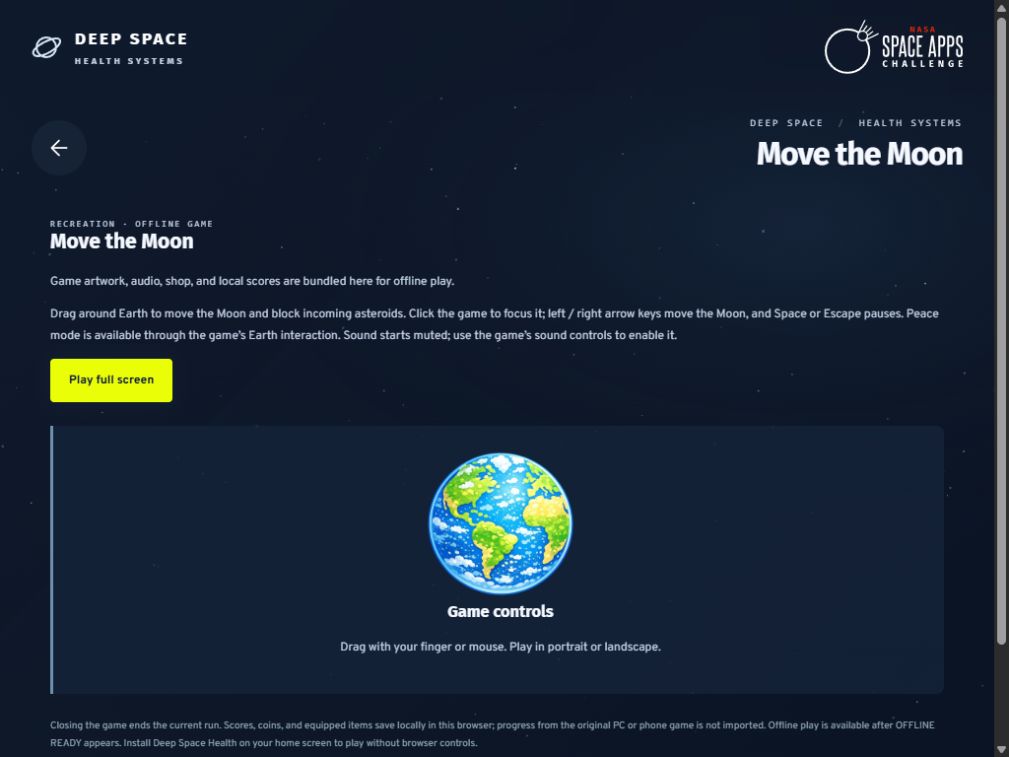 DEEP SPACE
HEALTH SYSTEMS
NASA
SPACE APPS
CHALLENGE
DEEP SPACE / HEALTH SYSTEMS
Move the Moon
RECREATION · OFFLINE GAME
Move the Moon
Game artwork, audio, shop, and local scores are bundled here for offline play.
Drag around Earth to move the Moon and block incoming asteroids. Click the game to focus it; left / right arrow keys move the Moon, and Space or Escape pauses. Peace
mode is available through the game's Earth interaction. Sound starts muted; use the game's sound controls to enable it.
Play full screen
Game controls
Drag with your finger or mouse. Play in portrait or landscape.
Closing the game ends the current run. Scores, coins, and equipped items save locally in this browser; progress from the original PC or phone game is not imported. Offline play is available after OFFLINE
READY appears. Install Deep Space Health on your home screen to play without browser controls.